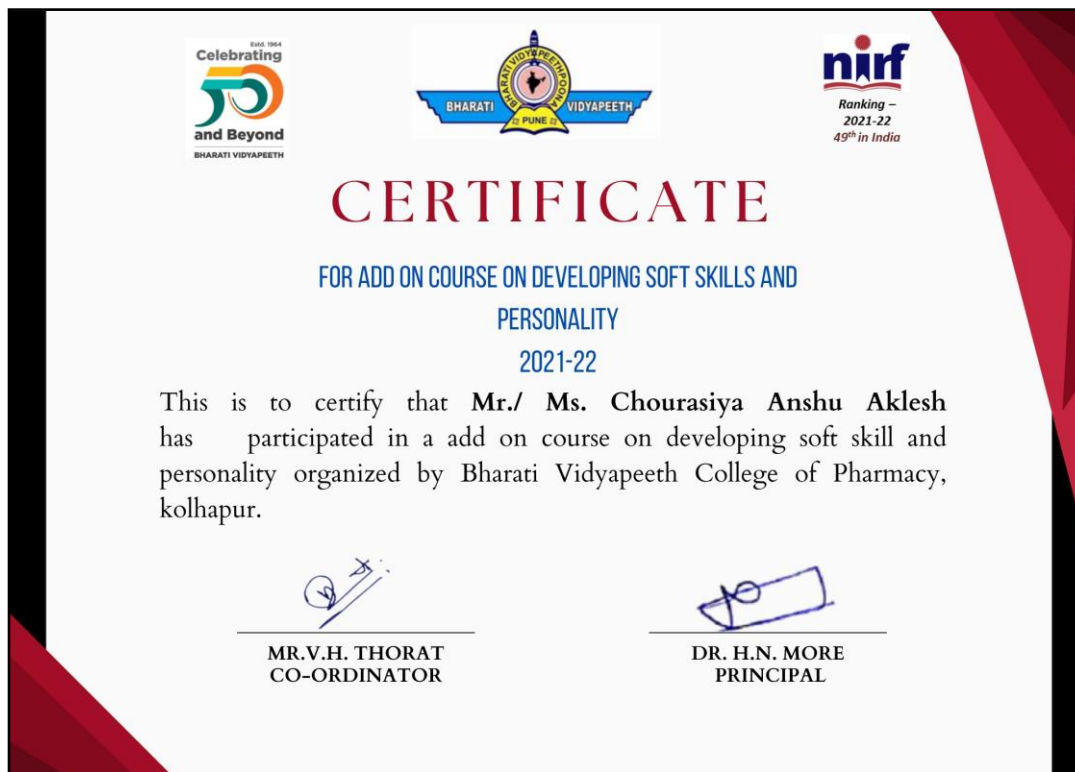 Estd. 1964
Celebrating
50
and Beyond
BHARATI VIDYAPEETH
BHARATI VIDYAPEETH POONA
BHARATI VIDYAPEETH
PUNE
nirf
Ranking –
2021-22
49th in India
CERTIFICATE
FOR ADD ON COURSE ON DEVELOPING SOFT SKILLS AND
PERSONALITY
2021-22
This is to certify that Mr./ Ms. Chourasiya Anshu Aklesh
has participated in a add on course on developing soft skill and
personality organized by Bharati Vidyapeeth College of Pharmacy,
kolhapur.
MR.V.H. THORAT
CO-ORDINATOR
DR. H.N. MORE
PRINCIPAL